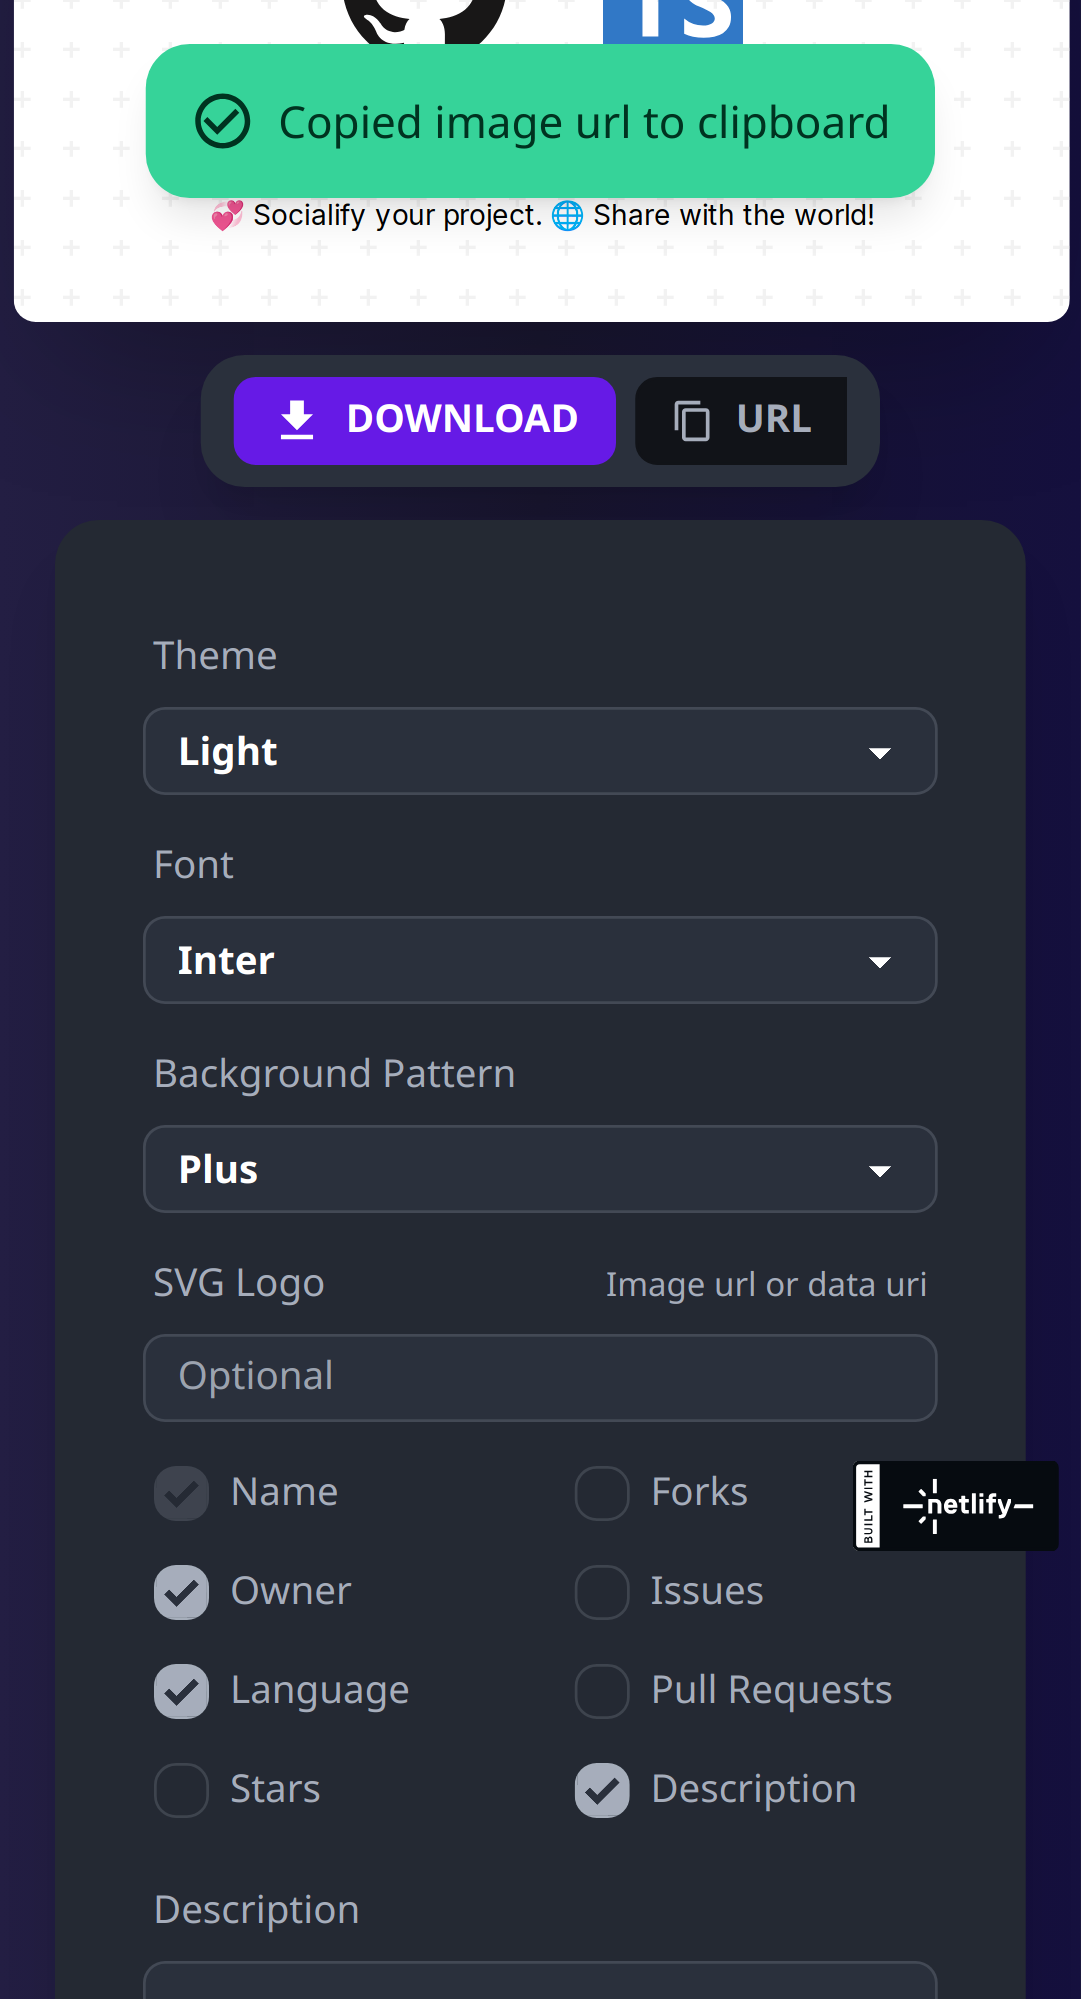 TS
Copied image url to clipboard
💞 Socialify your project. 🌐 Share with the world!
DOWNLOAD
URL
Theme
Light
Font
Inter
Background Pattern
Plus
SVG Logo
Image url or data uri
Optional
Name
Forks
BUILT WITH
netlify
Owner
Issues
Language
Pull Requests
Stars
Description
Description